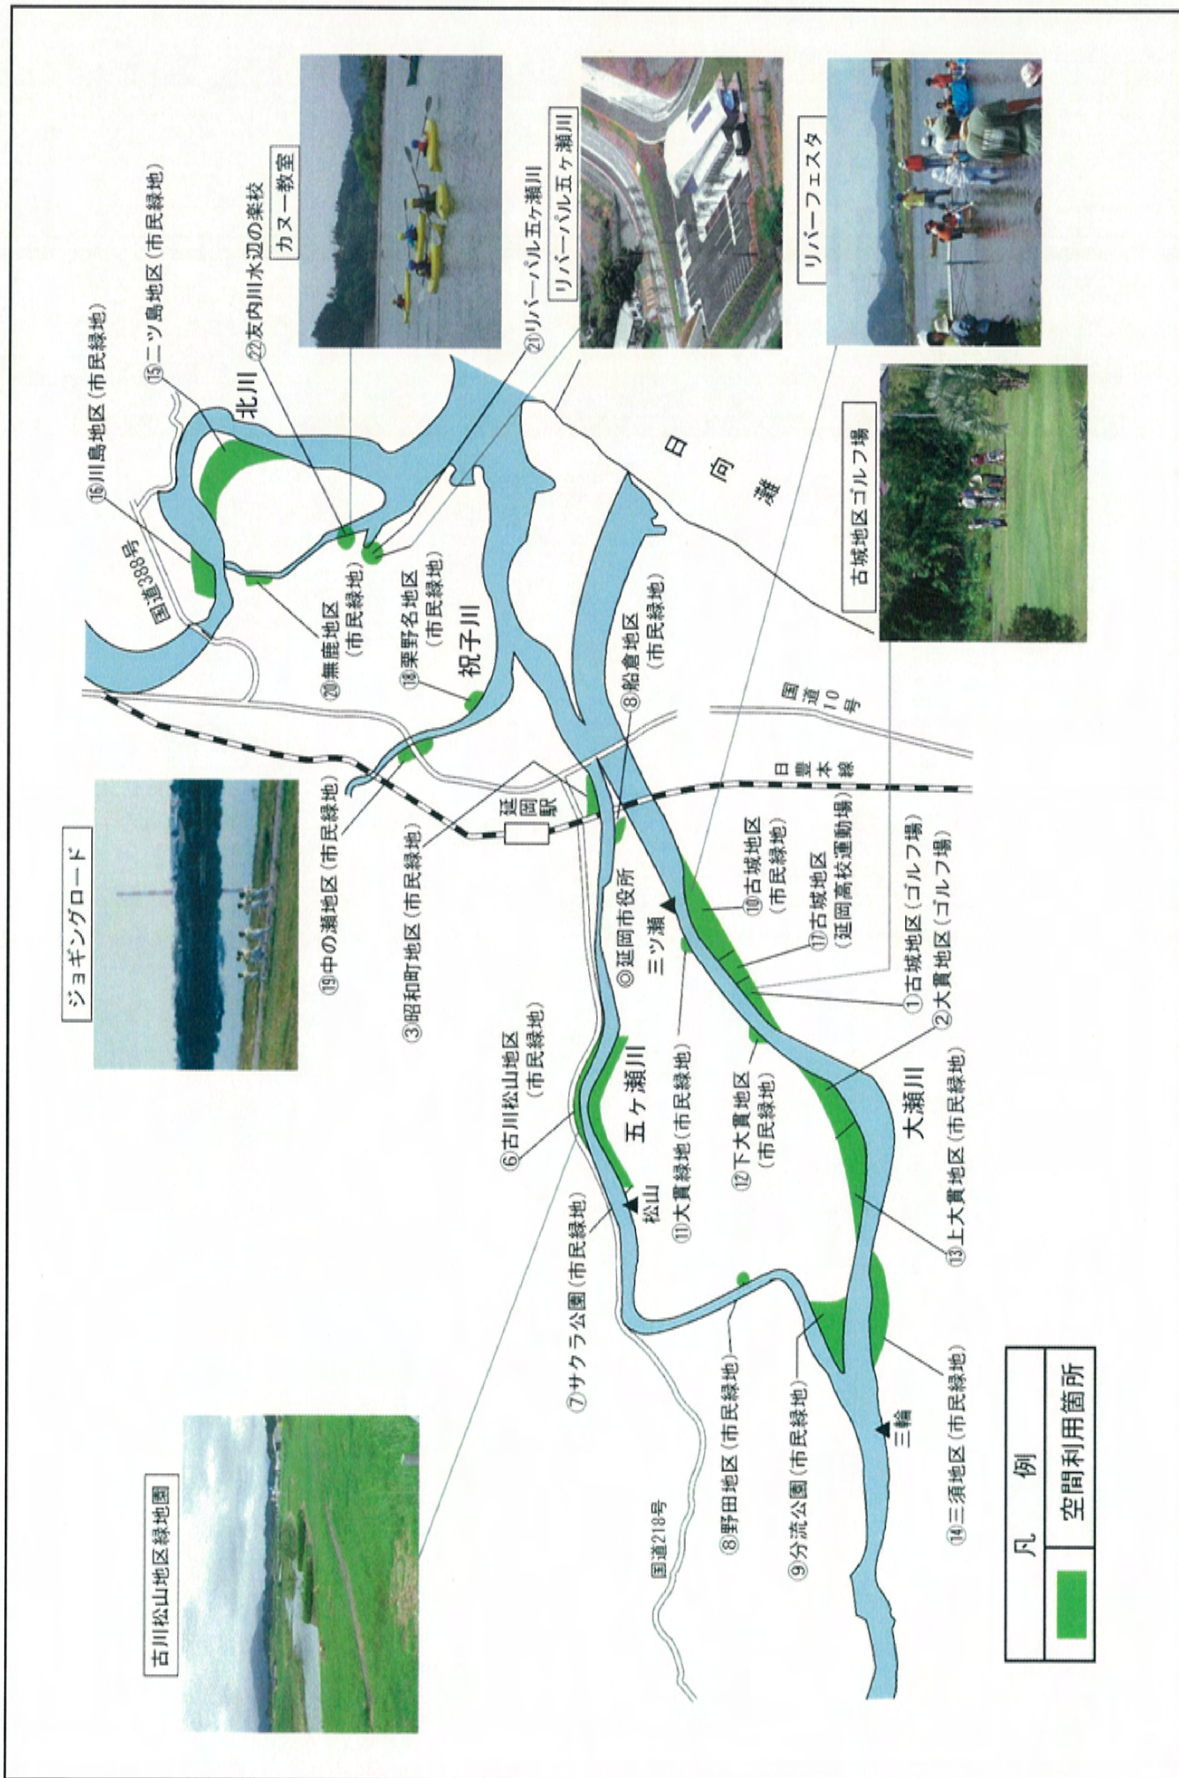 古川松山地区緑地園
ジョギングロード
カヌー教室
リバーパル五ヶ瀬川
リバーフェスタ
古城地区ゴルフ場
⑯川島地区(市民緑地)
⑮二ツ島地区(市民緑地)
北川
㉒友内川水辺の楽校
㉑リバーパル五ヶ瀬川
国道388号
⑳無鹿地区
(市民緑地)
⑱粟野名地区
(市民緑地)
祝子川
日向灘
⑲中の瀬地区(市民緑地)
③昭和町地区(市民緑地)
延岡駅
⑧船倉地区
(市民緑地)
国道10号
日豊本線
◎延岡市役所
三ツ瀬
⑥古川松山地区
(市民緑地)
五ヶ瀬川
⑦サクラ公園(市民緑地)
松山
⑪大貫緑地(市民緑地)
⑫下大貫地区
(市民緑地)
⑩古城地区
(市民緑地)
⑰古城地区
(延岡高校運動場)
①古城地区(ゴルフ場)
②大貫地区(ゴルフ場)
大瀬川
⑬上大貫地区(市民緑地)
国道218号
⑧野田地区(市民緑地)
⑨分流公園(市民緑地)
三輪
⑭三須地区(市民緑地)
凡例
空間利用箇所